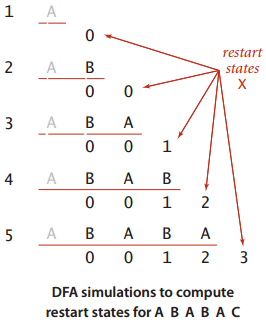 1 A
0
restart
states
X
2 A B
0 0
3 A B A
0 0 1
4 A B A B
0 0 1 2
5 A B A B A
0 0 1 2 3
DFA simulations to compute
restart states for A B A B A C